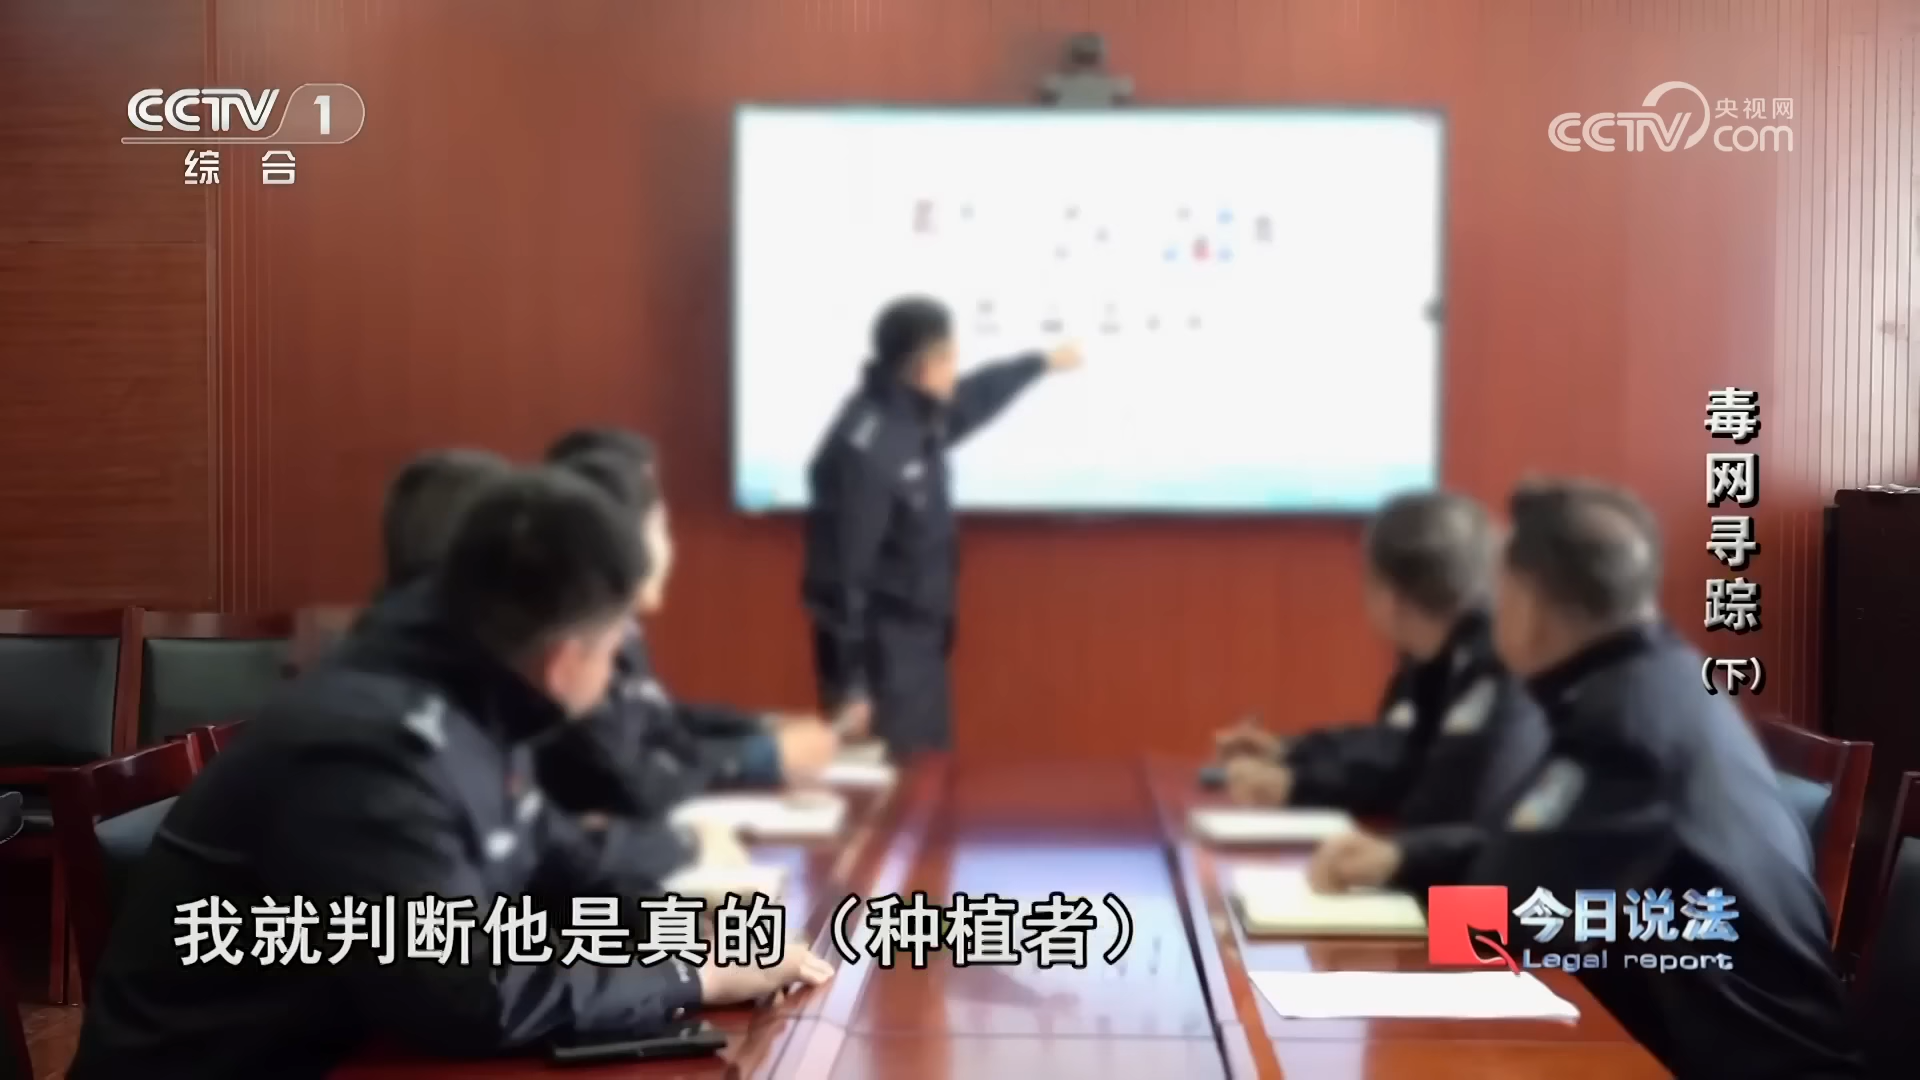 CCTV 1
综合
央视网
CCTV.com
毒网寻踪
（下）
我就判断他是真的（种植者）
今日说法
Legal report